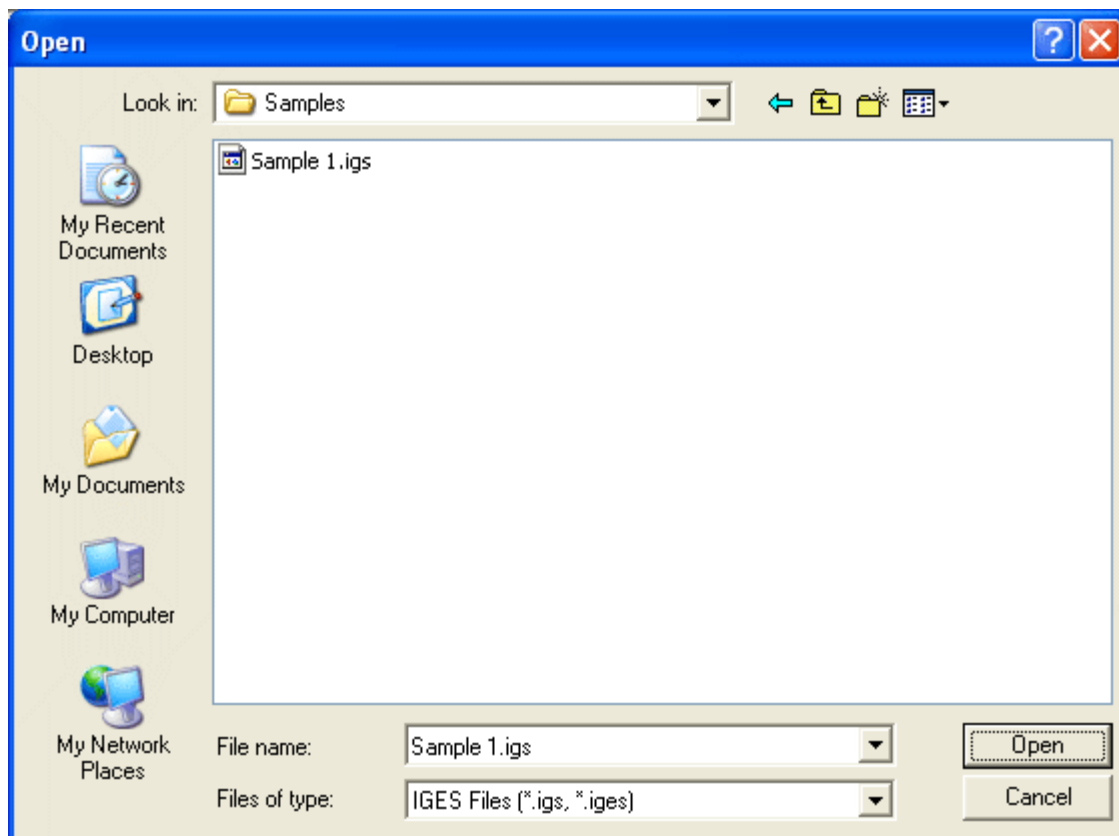 Open
Look in: Samples
Sample 1.igs
My Recent
Documents
Desktop
My Documents
My Computer
My Network
Places
File name: Sample 1.igs Open
Files of type: IGES Files (*.igs, *.iges) Cancel